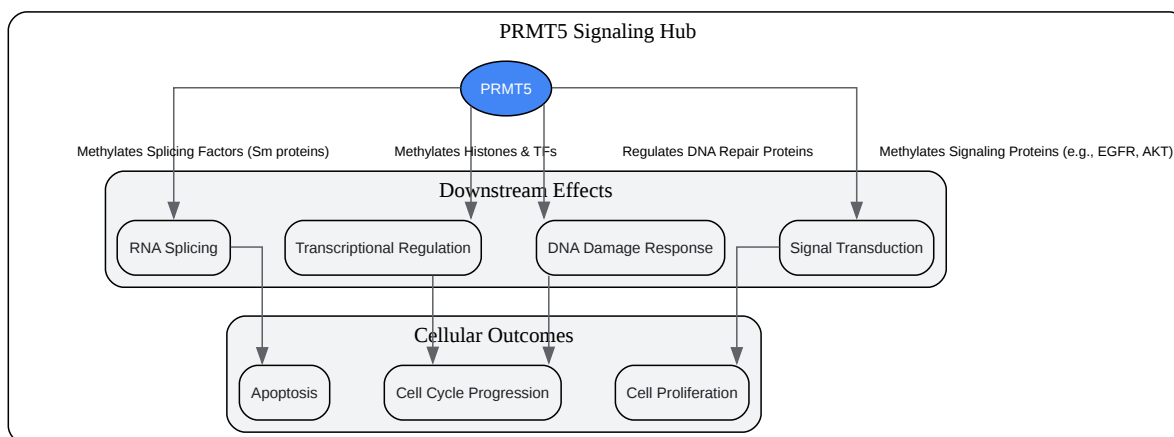 PRMT5 Signaling Hub
PRMT5
Methylates Splicing Factors (Sm proteins)
Methylates Histones & TFs
Regulates DNA Repair Proteins
Methylates Signaling Proteins (e.g., EGFR, AKT)
Downstream Effects
RNA Splicing
Transcriptional Regulation
DNA Damage Response
Signal Transduction
Cellular Outcomes
Apoptosis
Cell Cycle Progression
Cell Proliferation